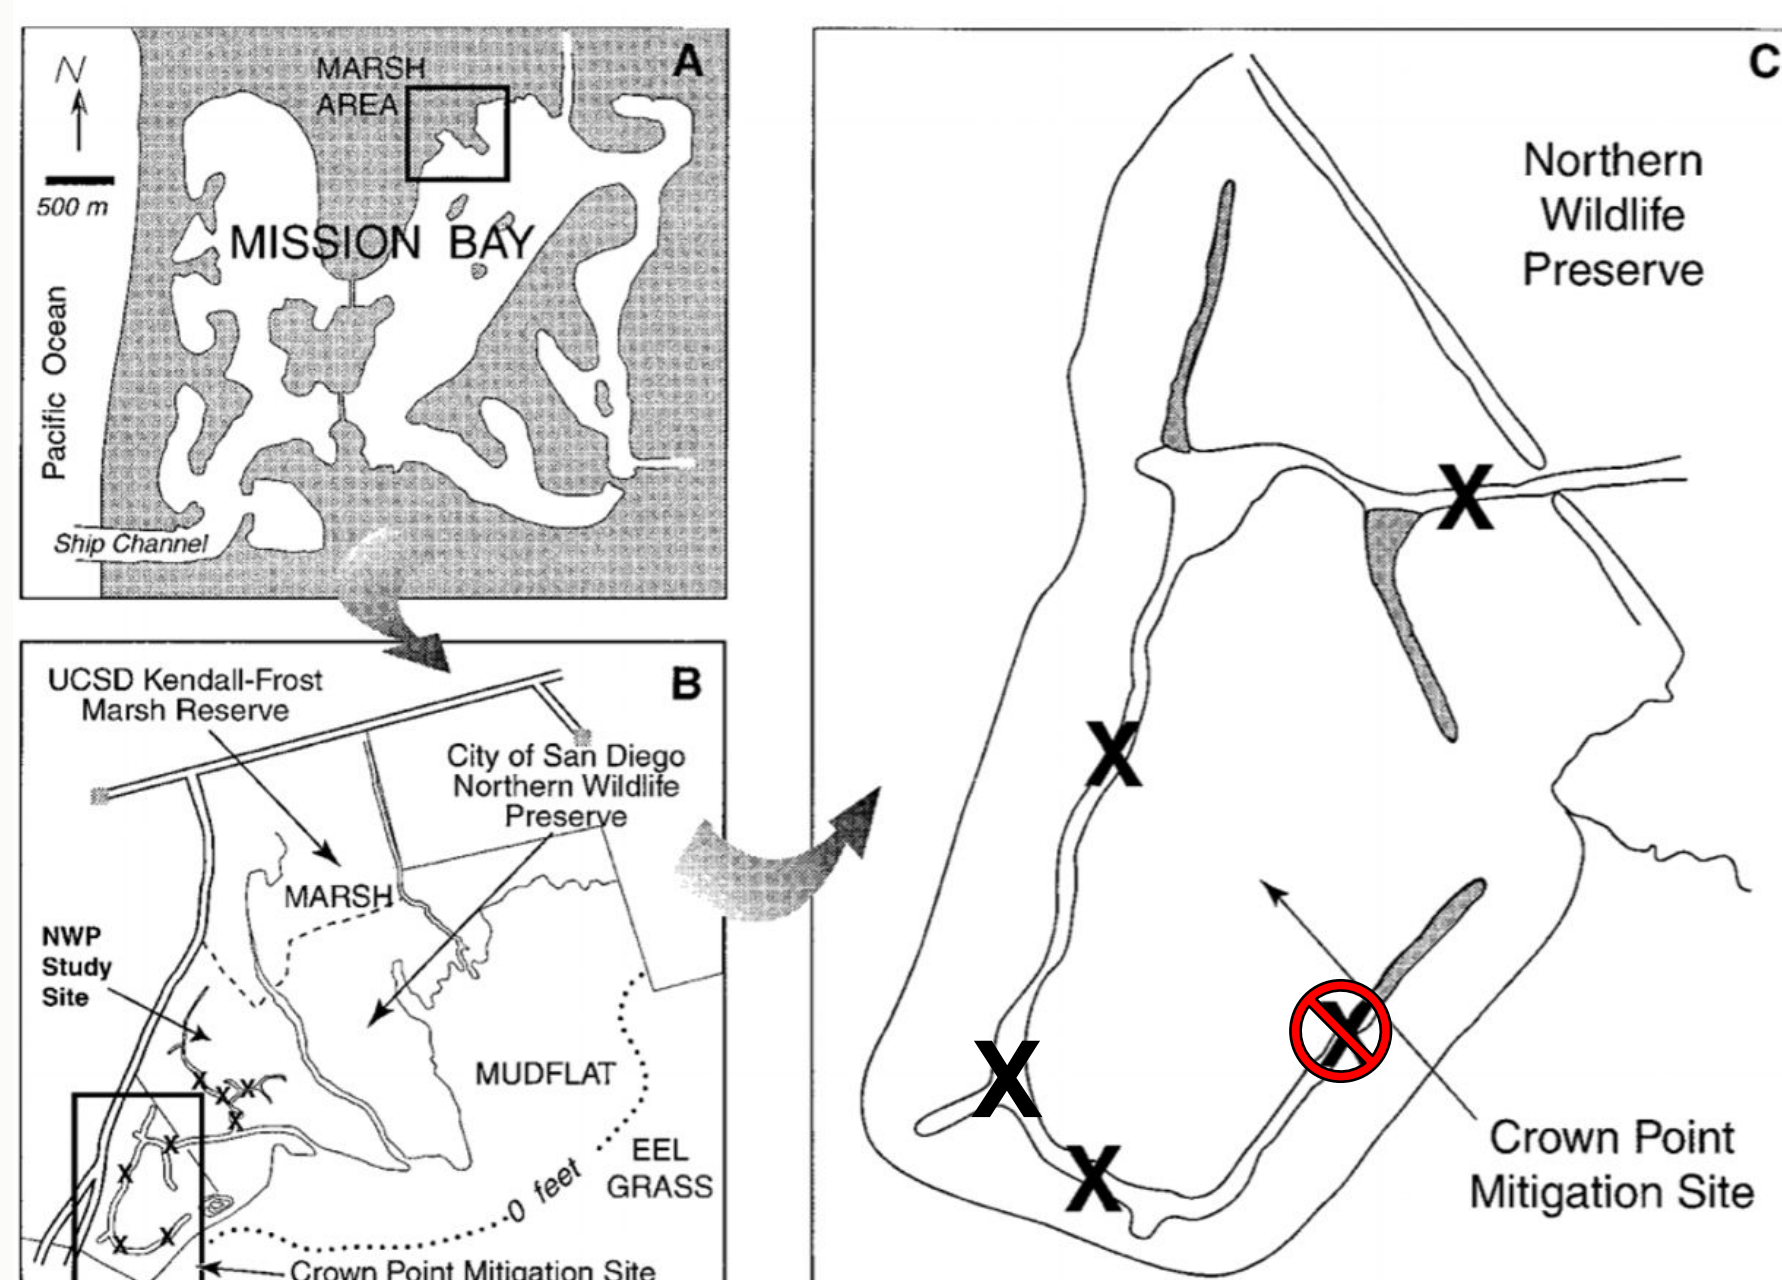 A
N
MARSH
AREA
500 m
MISSION BAY
Pacific Ocean
Ship Channel
B
UCSD Kendall-Frost
Marsh Reserve
City of San Diego
Northern Wildlife
Preserve
MARSH
NWP
Study
Site
X
X
X
X
X
X
X
X
MUDFLAT
EEL
GRASS
0 feet
Crown Point Mitigation Site
C
Northern
Wildlife
Preserve
X
X
X
X
X
Crown Point
Mitigation Site